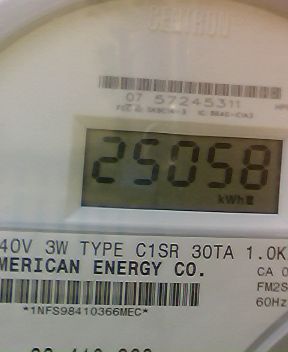 CENTRON
07 57245311
25058
kWh
40V 3W TYPE C1SR 30TA 1.0K
MERICAN ENERGY CO.
CA 0
FM2S
60Hz
*1NFS98410366MEC*